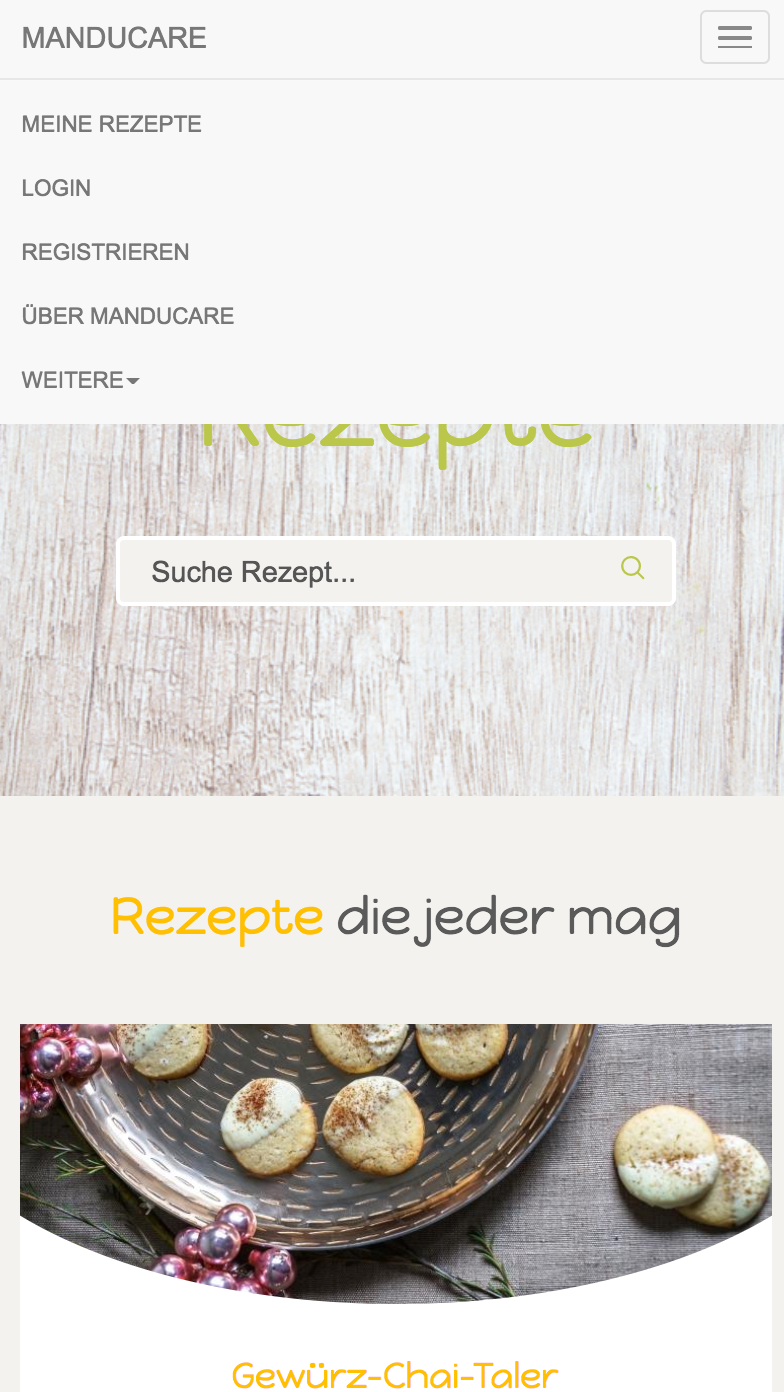 MANDUCARE
MEINE REZEPTE
LOGIN
REGISTRIEREN
ÜBER MANDUCARE
WEITERE
Rezepte
Suche Rezept...
Rezepte die jeder mag
Gewürz-Chai-Taler